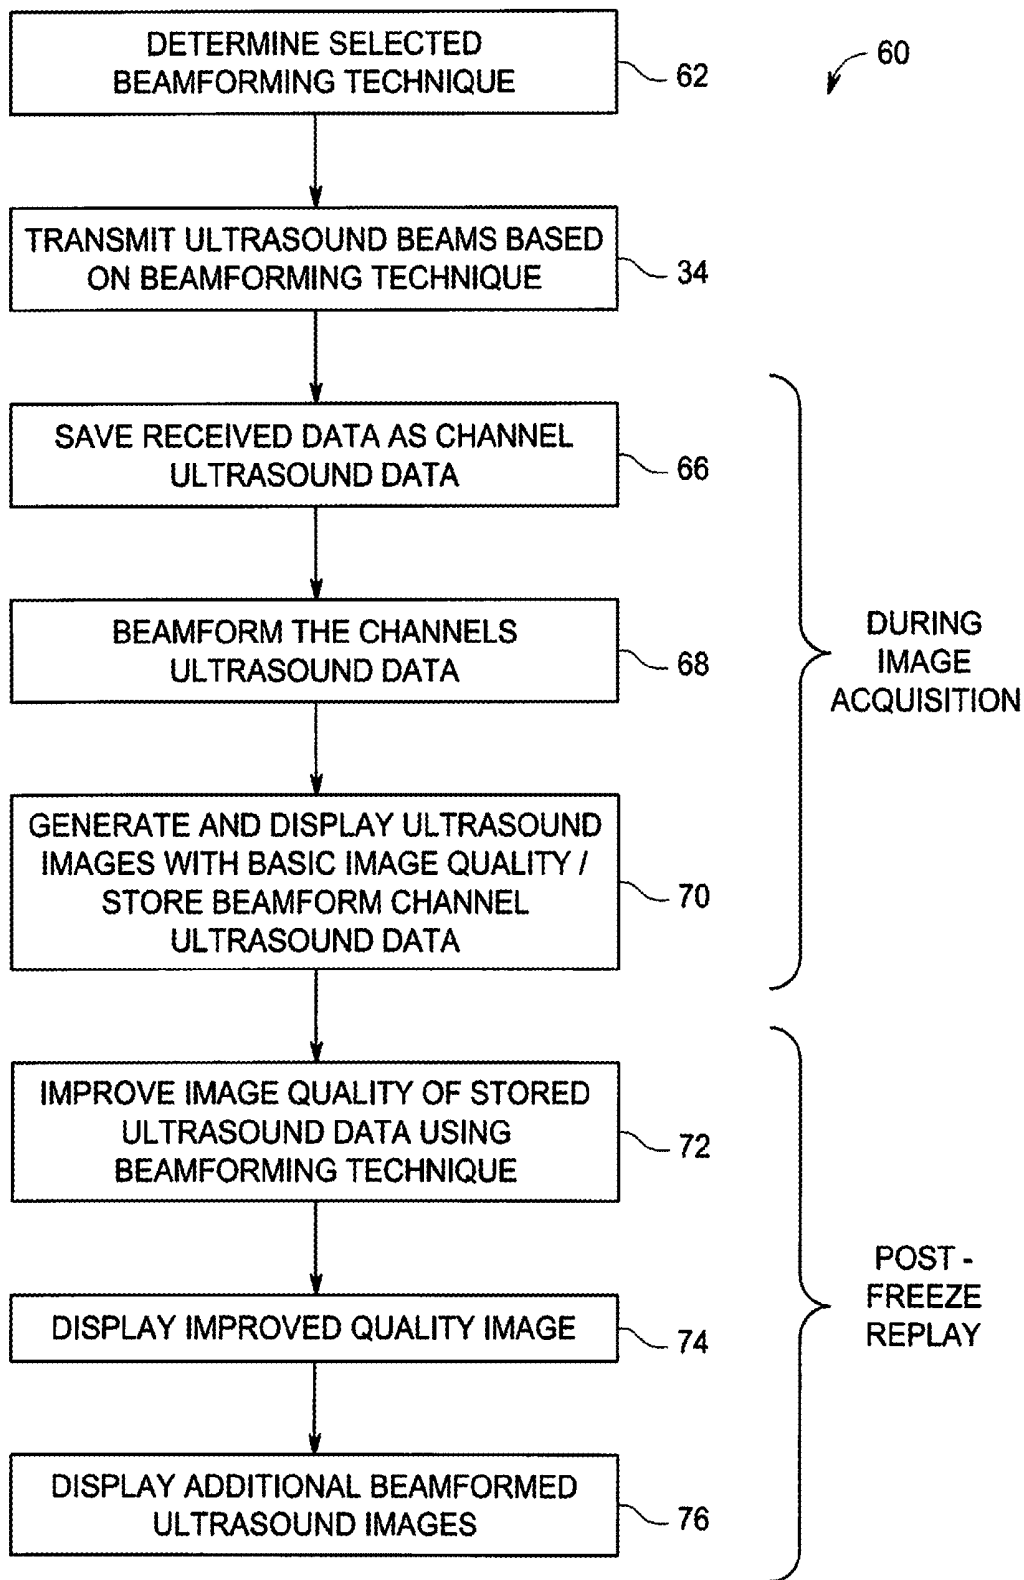 DETERMINE SELECTED
BEAMFORMING TECHNIQUE
62
60
TRANSMIT ULTRASOUND BEAMS BASED
ON BEAMFORMING TECHNIQUE
34
SAVE RECEIVED DATA AS CHANNEL
ULTRASOUND DATA
66
BEAMFORM THE CHANNELS
ULTRASOUND DATA
68
DURING
IMAGE
ACQUISITION
GENERATE AND DISPLAY ULTRASOUND
IMAGES WITH BASIC IMAGE QUALITY /
STORE BEAMFORM CHANNEL
ULTRASOUND DATA
70
IMPROVE IMAGE QUALITY OF STORED
ULTRASOUND DATA USING
BEAMFORMING TECHNIQUE
72
POST -
FREEZE
REPLAY
DISPLAY IMPROVED QUALITY IMAGE
74
DISPLAY ADDITIONAL BEAMFORMED
ULTRASOUND IMAGES
76